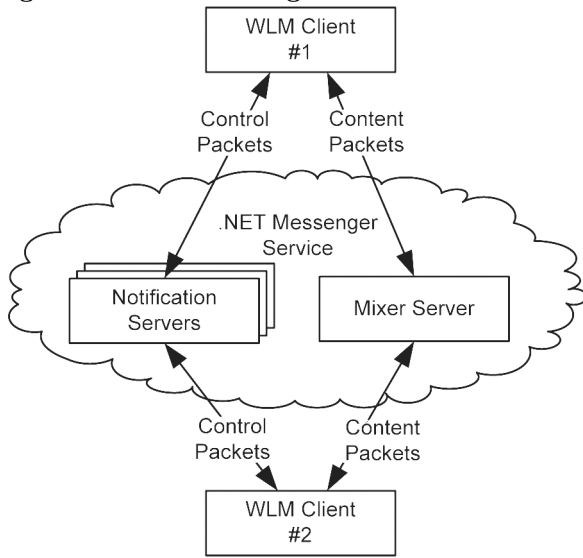 WLM Client
#1
Control
Packets
Content
Packets
.NET Messenger
Service
Notification
Servers
Mixer Server
Control
Packets
Content
Packets
WLM Client
#2